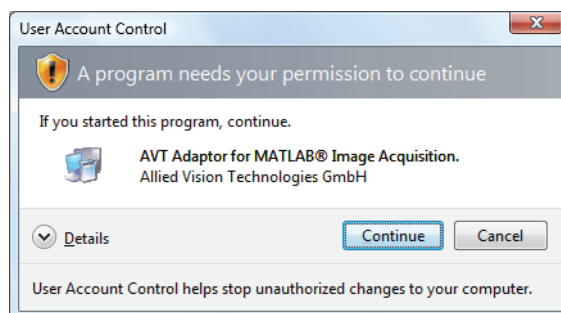 User Account Control
A program needs your permission to continue
If you started this program, continue.
AVT Adaptor for MATLAB® Image Acquisition.
Allied Vision Technologies GmbH
Details
Continue
Cancel
User Account Control helps stop unauthorized changes to your computer.